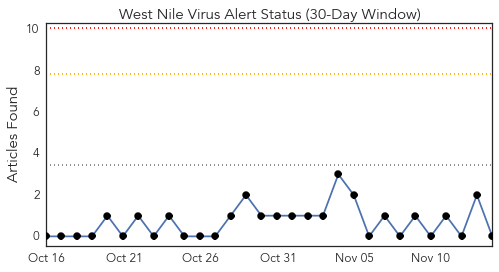 West Nile Virus Alert Status (30-Day Window)
Articles Found
10
8
6
4
2
0
Oct 16 Oct 21 Oct 26 Oct 31 Nov 05 Nov 10